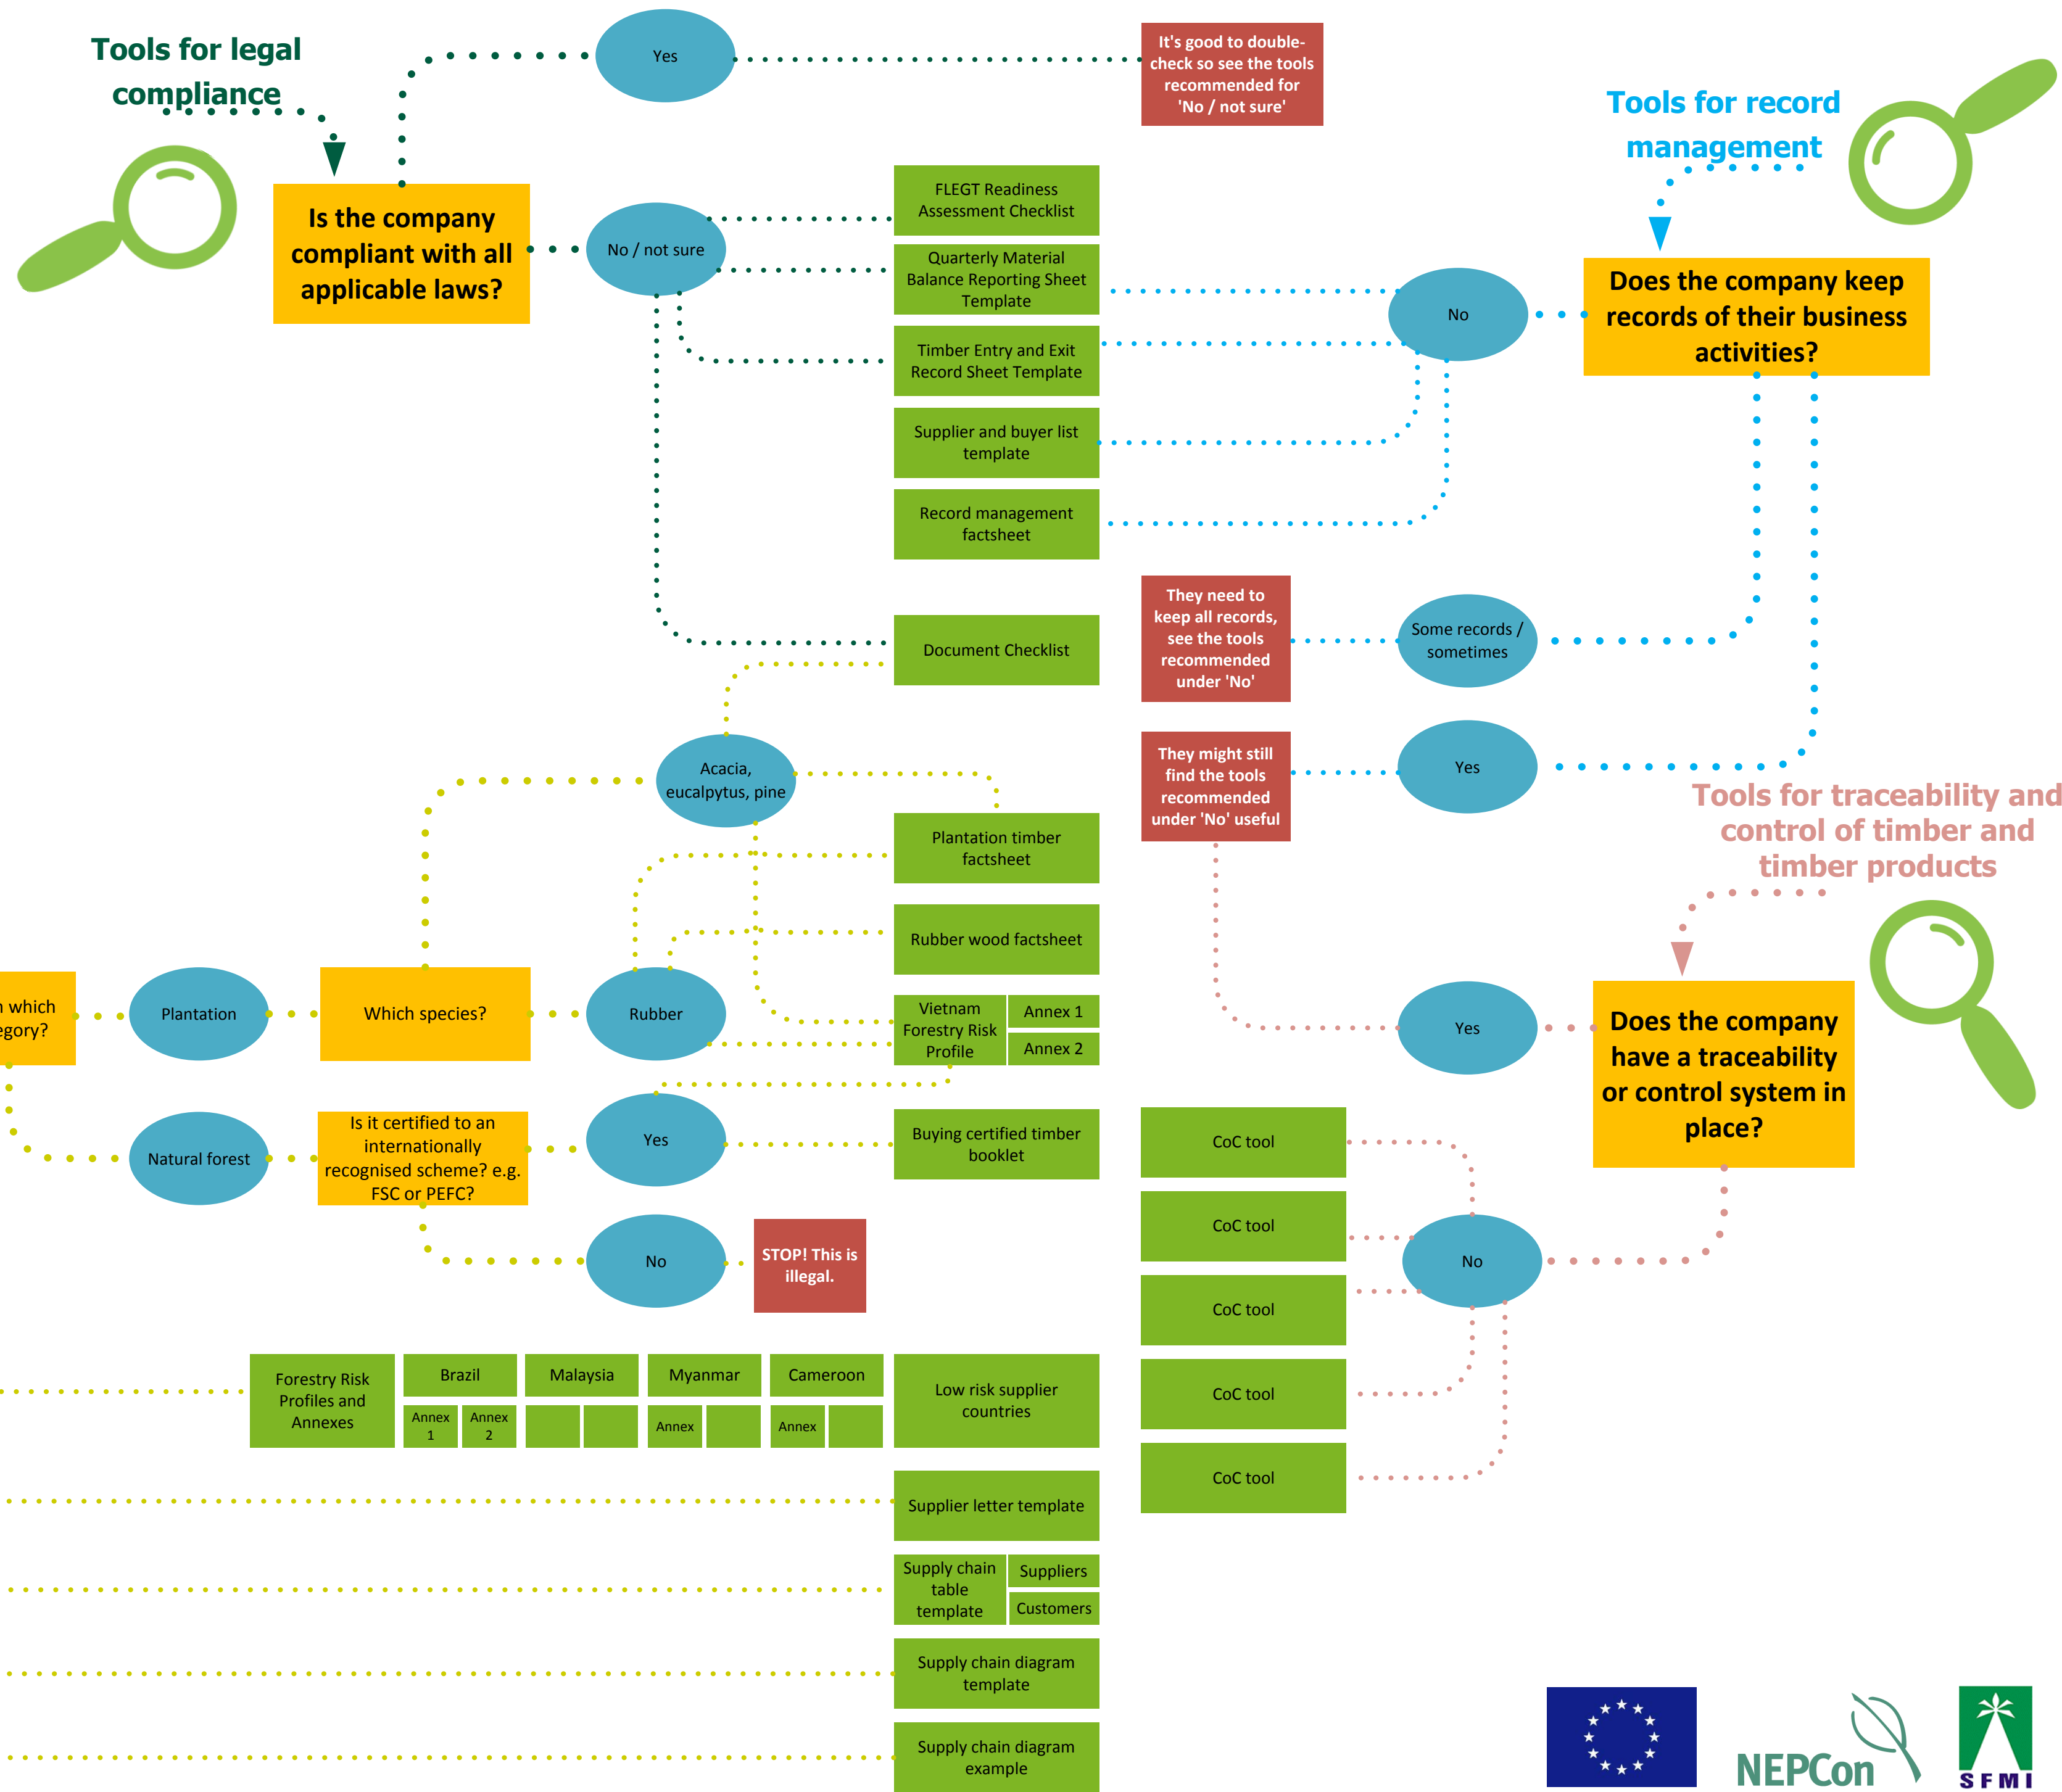 Tools for legal
compliance
Yes
It's good to double-
check so see the tools
recommended for
'No / not sure'
Tools for record
management
Is the company
compliant with all
applicable laws?
No / not sure
FLEGT Readiness
Assessment Checklist
Quarterly Material
Balance Reporting Sheet
Template
Timber Entry and Exit
Record Sheet Template
Supplier and buyer list
template
Record management
factsheet
No
Does the company keep
records of their business
activities?
Document Checklist
They need to
keep all records,
see the tools
recommended
under 'No'
Some records /
sometimes
Acacia,
eucalpytus, pine
They might still
find the tools
recommended
under 'No' useful
Yes
Tools for traceability and
control of timber and
timber products
Plantation timber
factsheet
Rubber wood factsheet
which
Plantation
Which species?
Rubber
Vietnam
Forestry Risk
Profile
Annex 1
Annex 2
Yes
Does the company
have a traceability
or control system in
place?
Natural forest
Is it certified to an
internationally
recognised scheme? e.g.
FSC or PEFC?
Yes
Buying certified timber
booklet
No
STOP! This is
illegal.
CoC tool
CoC tool
CoC tool
CoC tool
CoC tool
No
Forestry Risk
Profiles and
Annexes
Brazil
Annex
1
Annex
2
Malaysia
Myanmar
Annex
Cameroon
Annex
Low risk supplier
countries
Supplier letter template
Supply chain
table
template
Suppliers
Customers
Supply chain diagram
template
Supply chain diagram
example
NEPCon
SFMI